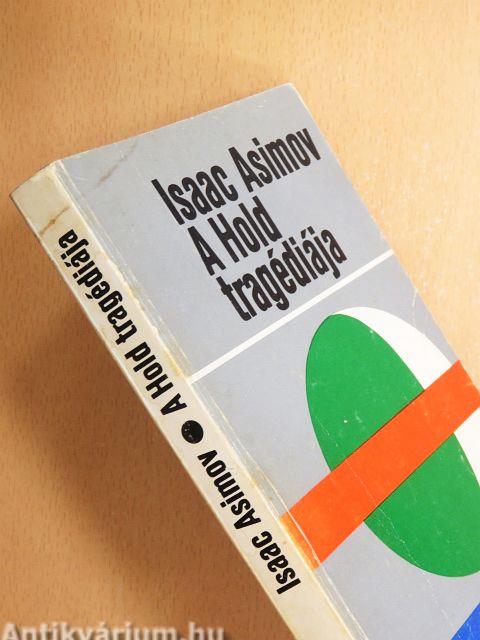 Isaac Asimov
A Hold
tragédiája
Isaac Asimov ● A Hold tragédiája
Antikvárium.hu